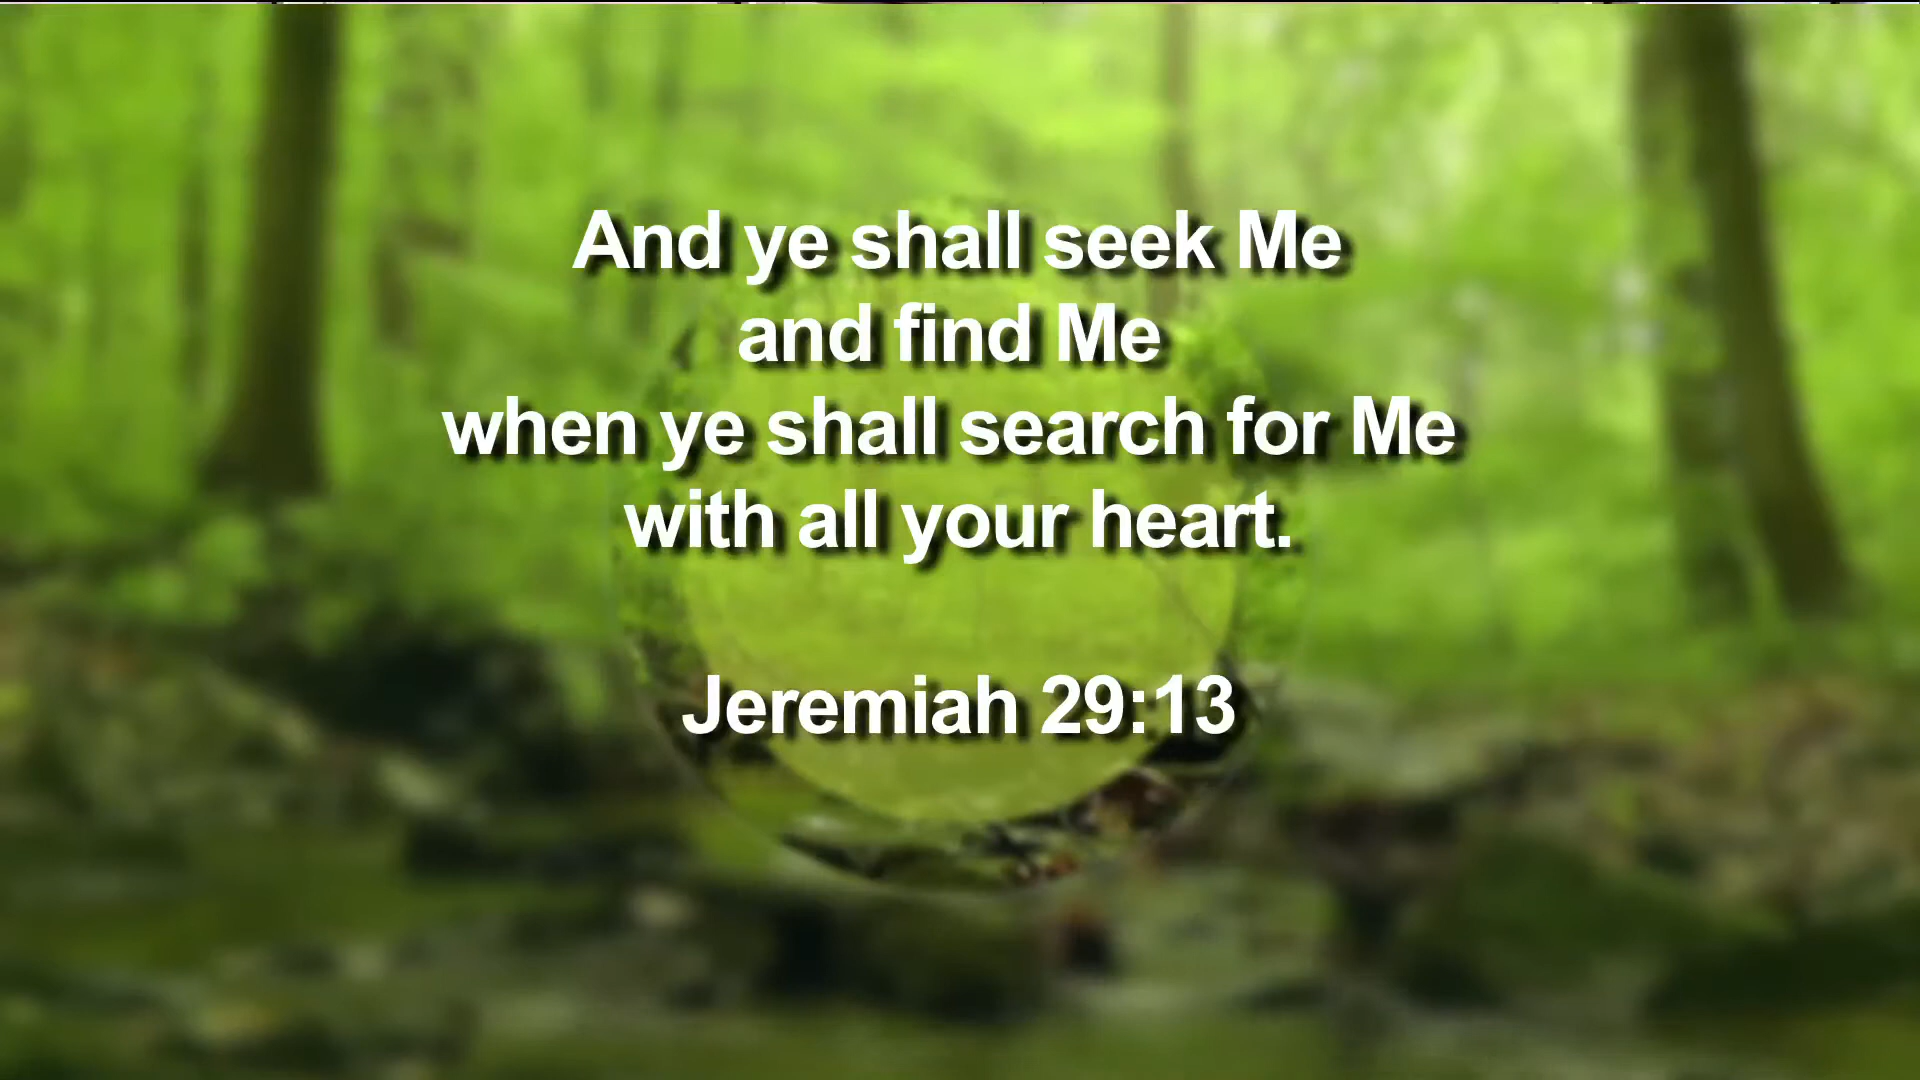 And ye shall seek Me
and find Me
when ye shall search for Me
with all your heart.
Jeremiah 29:13